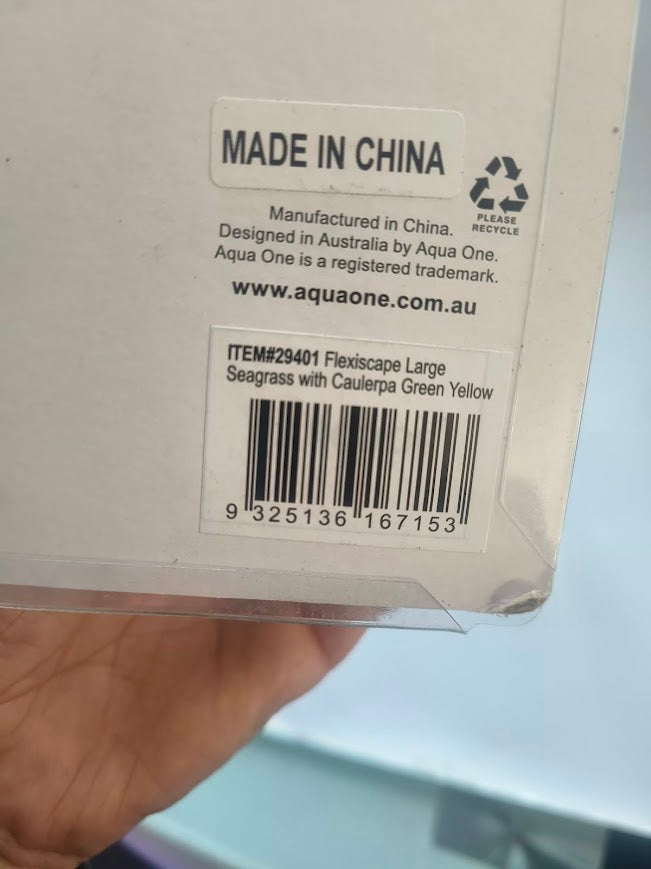 MADE IN CHINA
PLEASE
RECYCLE
Manufactured in China.
Designed in Australia by Aqua One.
Aqua One is a registered trademark.
www.aquaone.com.au
ITEM#29401 Flexiscape Large
Seagrass with Caulerpa Green Yellow
9 325136 167153